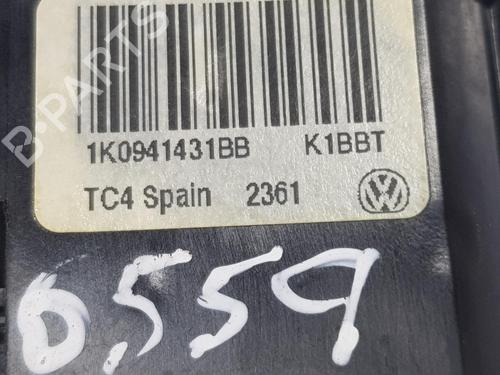 B-PARTS
1K0941431BB K1BBT
TC4 Spain 2361
6559